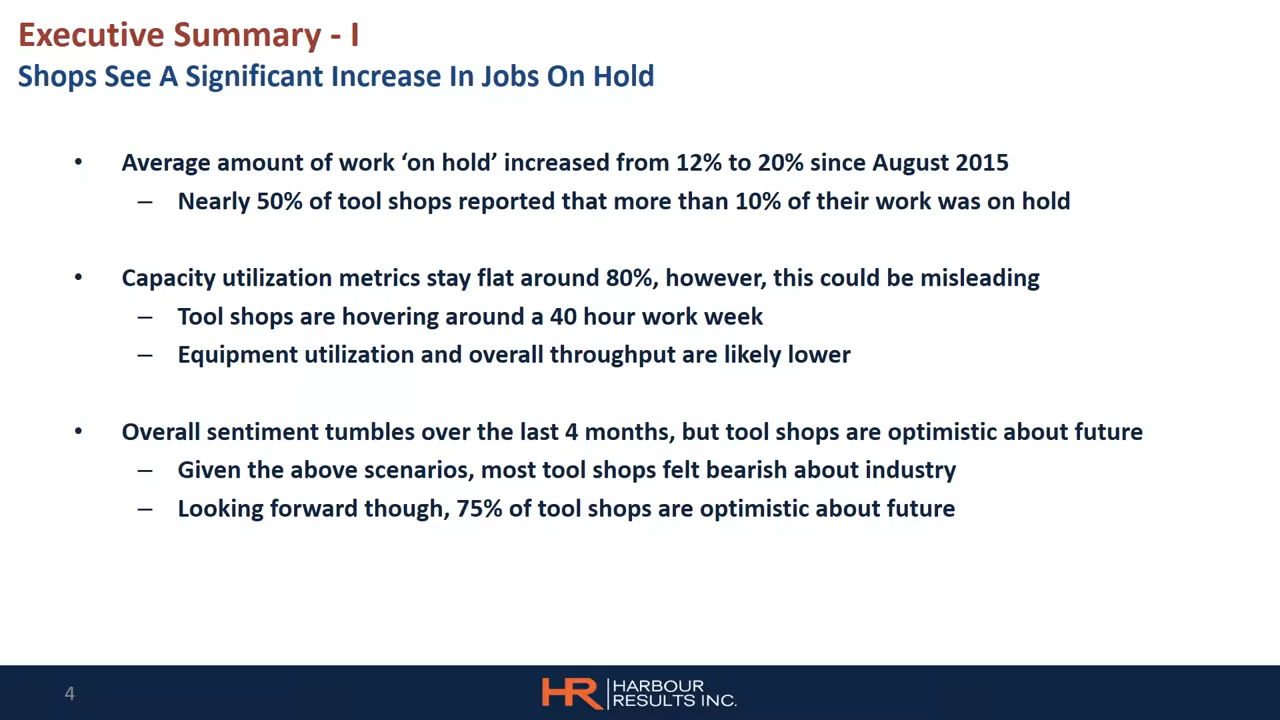 Executive Summary - I
Shops See A Significant Increase In Jobs On Hold
• Average amount of work ‘on hold’ increased from 12% to 20% since August 2015
– Nearly 50% of tool shops reported that more than 10% of their work was on hold
• Capacity utilization metrics stay flat around 80%, however, this could be misleading
– Tool shops are hovering around a 40 hour work week
– Equipment utilization and overall throughput are likely lower
• Overall sentiment tumbles over the last 4 months, but tool shops are optimistic about future
– Given the above scenarios, most tool shops felt bearish about industry
– Looking forward though, 75% of tool shops are optimistic about future
4
HR HARBOUR
RESULTS INC.